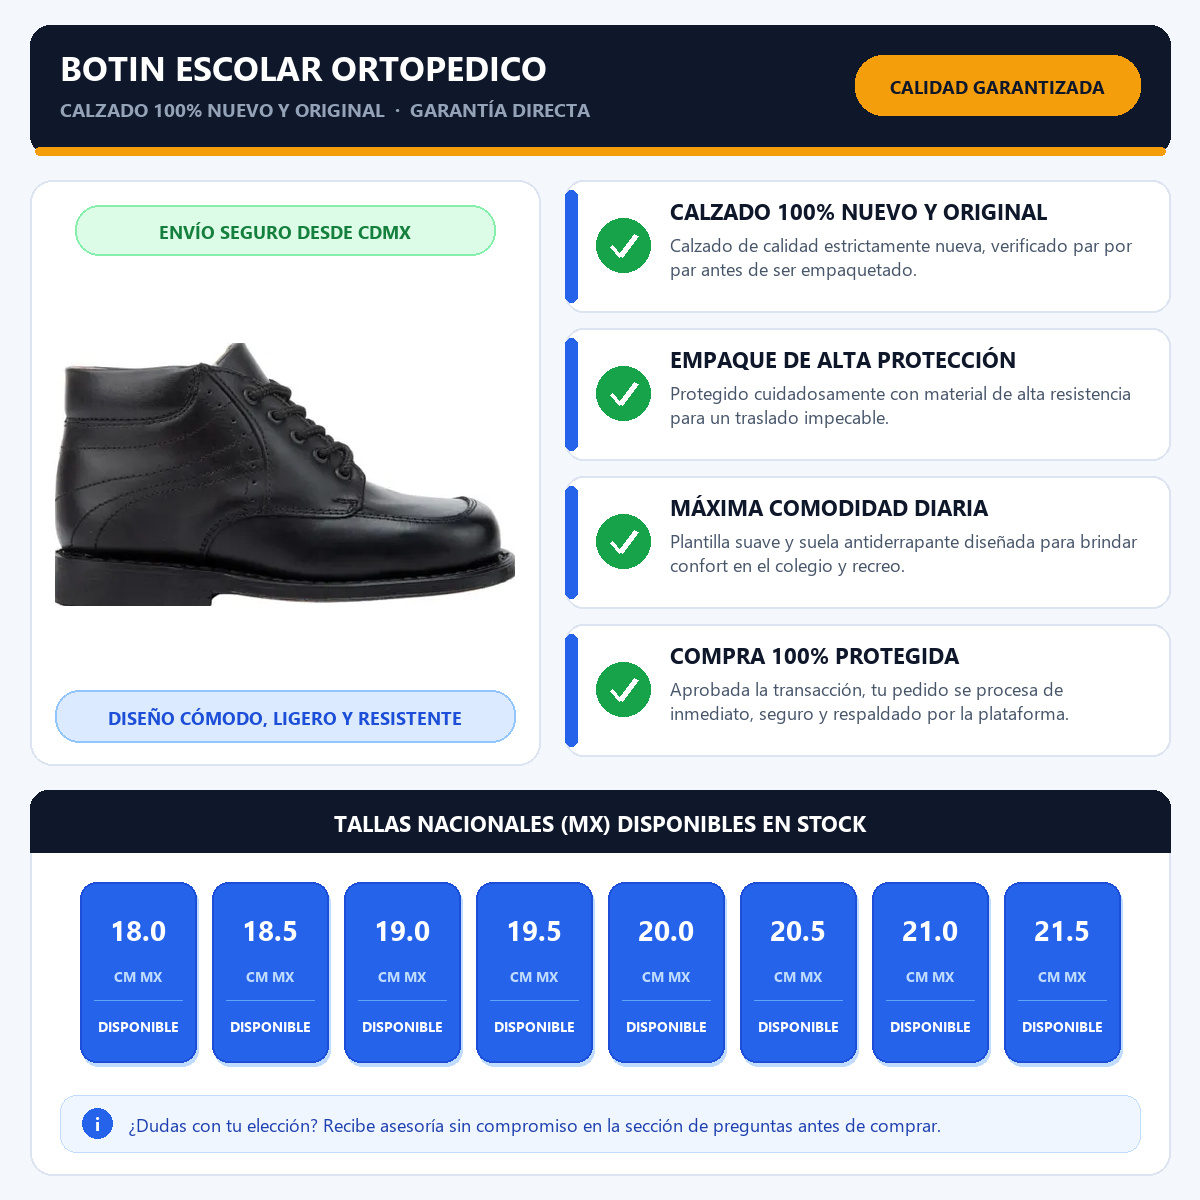 BOTIN ESCOLAR ORTOPEDICO
CALZADO 100% NUEVO Y ORIGINAL · GARANTÍA DIRECTA
CALIDAD GARANTIZADA
ENVÍO SEGURO DESDE CDMX
DISEÑO CÓMODO, LIGERO Y RESISTENTE
CALZADO 100% NUEVO Y ORIGINAL
Calzado de calidad estrictamente nueva, verificado par por
par antes de ser empaquetado.
EMPAQUE DE ALTA PROTECCIÓN
Protegido cuidadosamente con material de alta resistencia
para un traslado impecable.
MÁXIMA COMODIDAD DIARIA
Plantilla suave y suela antiderrapante diseñada para brindar
confort en el colegio y recreo.
COMPRA 100% PROTEGIDA
Aprobada la transacción, tu pedido se procesa de
inmediato, seguro y respaldado por la plataforma.
TALLAS NACIONALES (MX) DISPONIBLES EN STOCK
18.0
CM MX
DISPONIBLE
18.5
CM MX
DISPONIBLE
19.0
CM MX
DISPONIBLE
19.5
CM MX
DISPONIBLE
20.0
CM MX
DISPONIBLE
20.5
CM MX
DISPONIBLE
21.0
CM MX
DISPONIBLE
21.5
CM MX
DISPONIBLE
i
¿Dudas con tu elección? Recibe asesoría sin compromiso en la sección de preguntas antes de comprar.